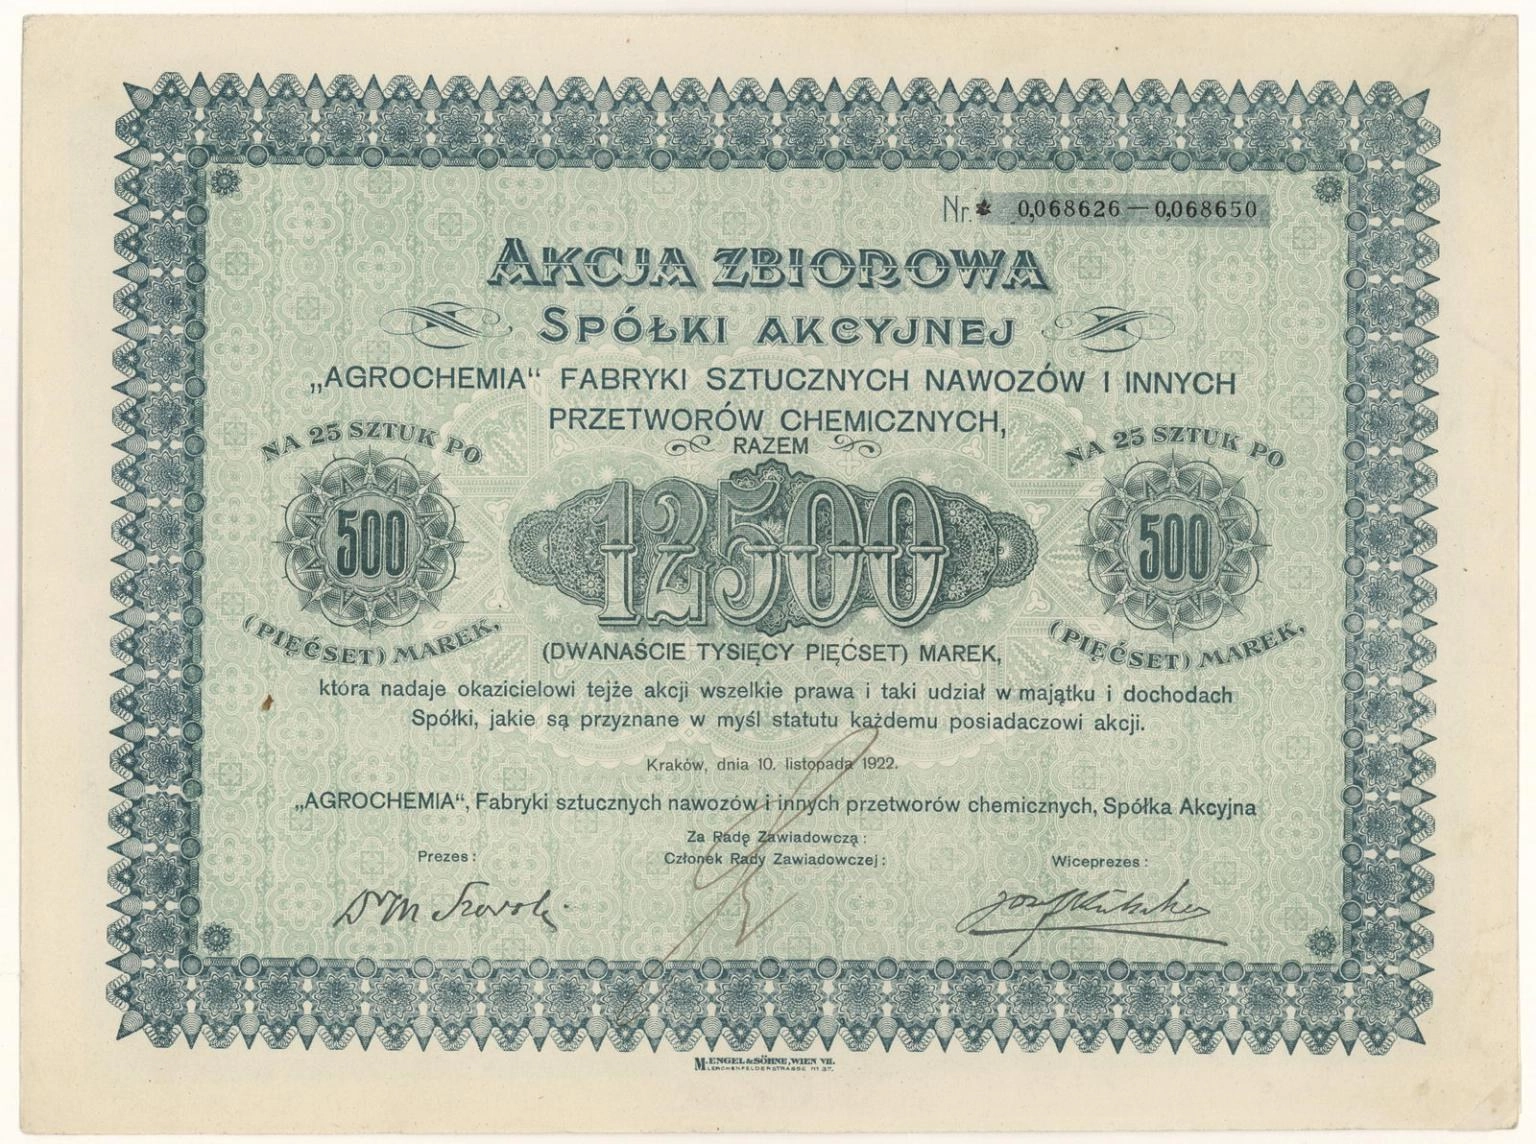 Nr. 0,068626 — 0,068650
AKCJA ZBIOROWA
SPÓŁKI AKCYJNEJ
„AGROCHEMIA“ FABRYKI SZTUCZNYCH NAWOZÓW I INNYCH
PRZETWORÓW CHEMICZNYCH,
RAZEM
NA 25 SZTUK PO
500
(PIĘĆSET) MAREK,
12500
NA 25 SZTUK PO
500
(PIĘĆSET) MAREK,
(DWANAŚCIE TYSIĘCY PIĘĆSET) MAREK,
która nadaje okazicielowi tejże akcji wszelkie prawa i taki udział w majątku i dochodach
Spółki, jakie są przyznane w myśl statutu każdemu posiadaczowi akcji.
Kraków, dnia 10. listopada 1922.
„AGROCHEMIA“, Fabryki sztucznych nawozów i innych przetworów chemicznych, Spółka Akcyjna
Za Radę Zawiadowczą:
Prezes:
Członek Rady Zawiadowczej:
Wiceprezes:
M. ENGEL & SÖHNE, WIEN VII.
LERCHENFELDERSTRASSE Nº 37.